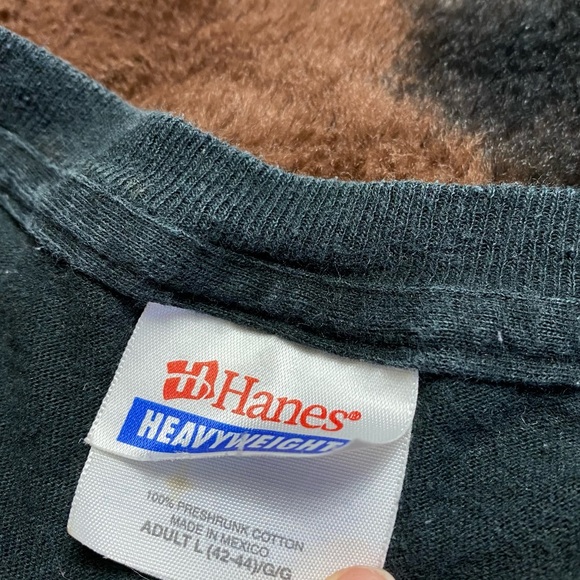 Hanes®
HEAVYWEIGHT
100% PRESHRUNK COTTON
MADE IN MEXICO
ADULT L (42-44)/G/G